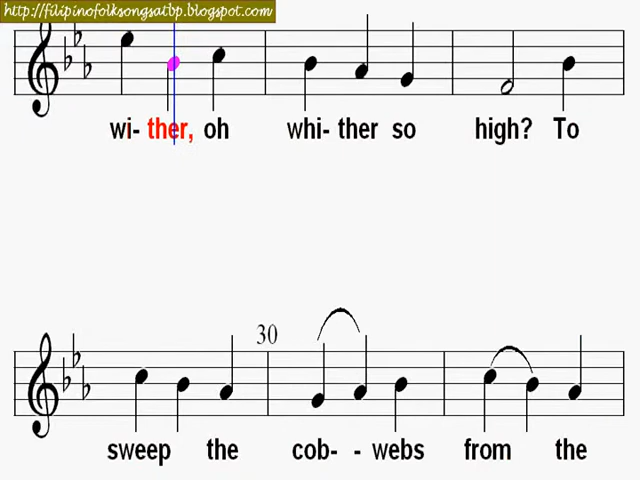 http://filipinofolksongsatbp.blogspot.com
wi- ther, oh whi- ther so high? To
30
sweep the cob- - webs from the